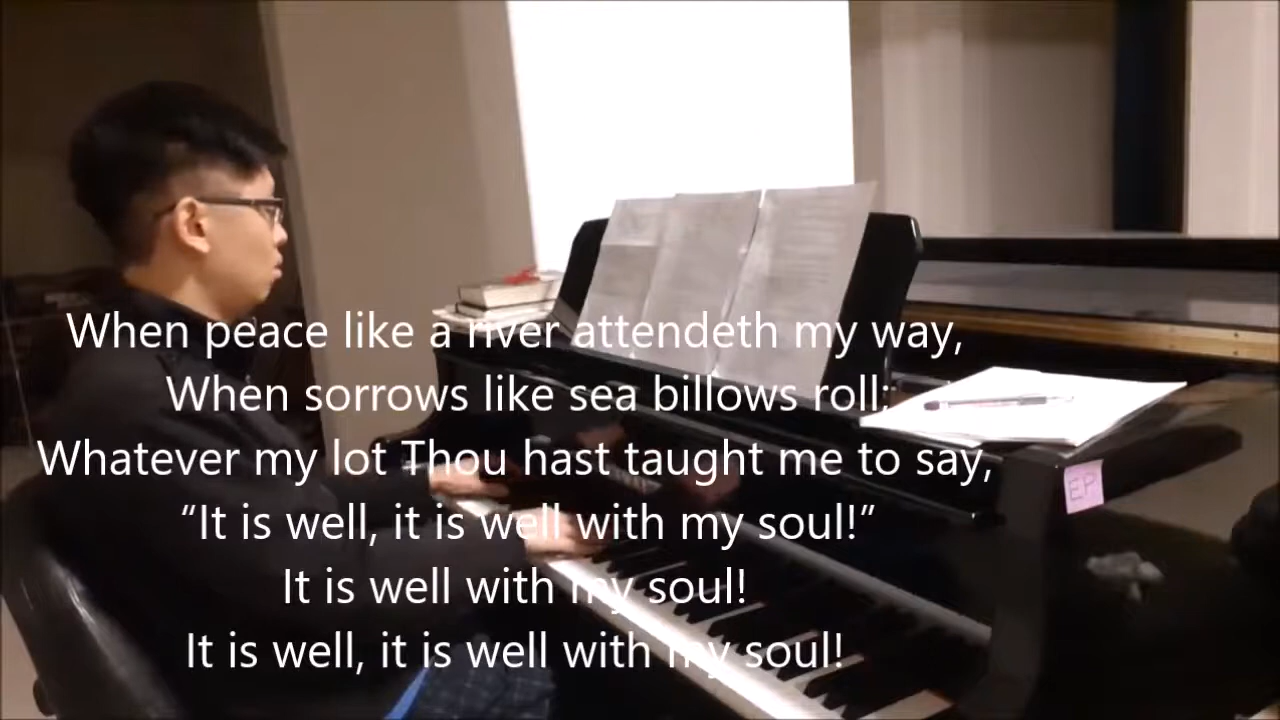 When peace like a river attendeth my way,
When sorrows like sea billows roll;
Whatever my lot Thou hast taught me to say,
“It is well, it is well with my soul!”
It is well with my soul!
It is well, it is well with my soul!
EP